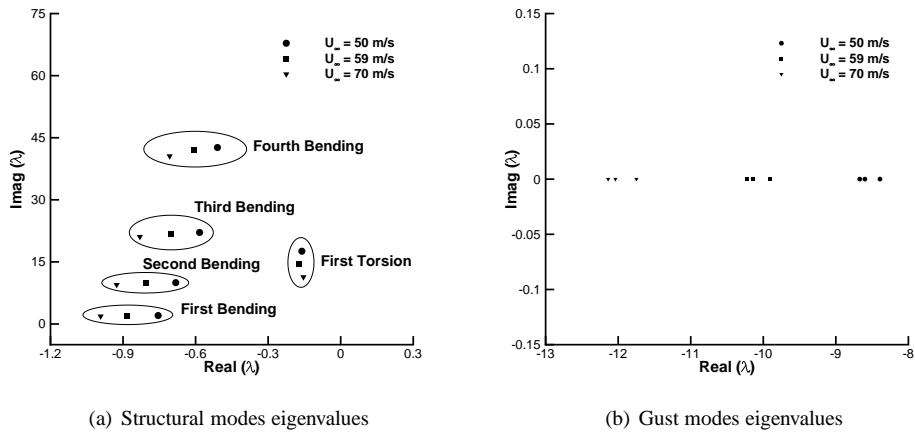 75
60
45
30
15
0
-1.2
-0.9
-0.6
-0.3
0
0.3
Imag (λ)
Real (λ)
U∞ = 50 m/s
U∞ = 59 m/s
U∞ = 70 m/s
Fourth Bending
Third Bending
Second Bending
First Torsion
First Bending
(a) Structural modes eigenvalues
0.15
0.1
0.05
0
-0.05
-0.1
-0.15
-13
-12
-11
-10
-9
-8
Imag (λ)
Real (λ)
U∞ = 50 m/s
U∞ = 59 m/s
U∞ = 70 m/s
(b) Gust modes eigenvalues